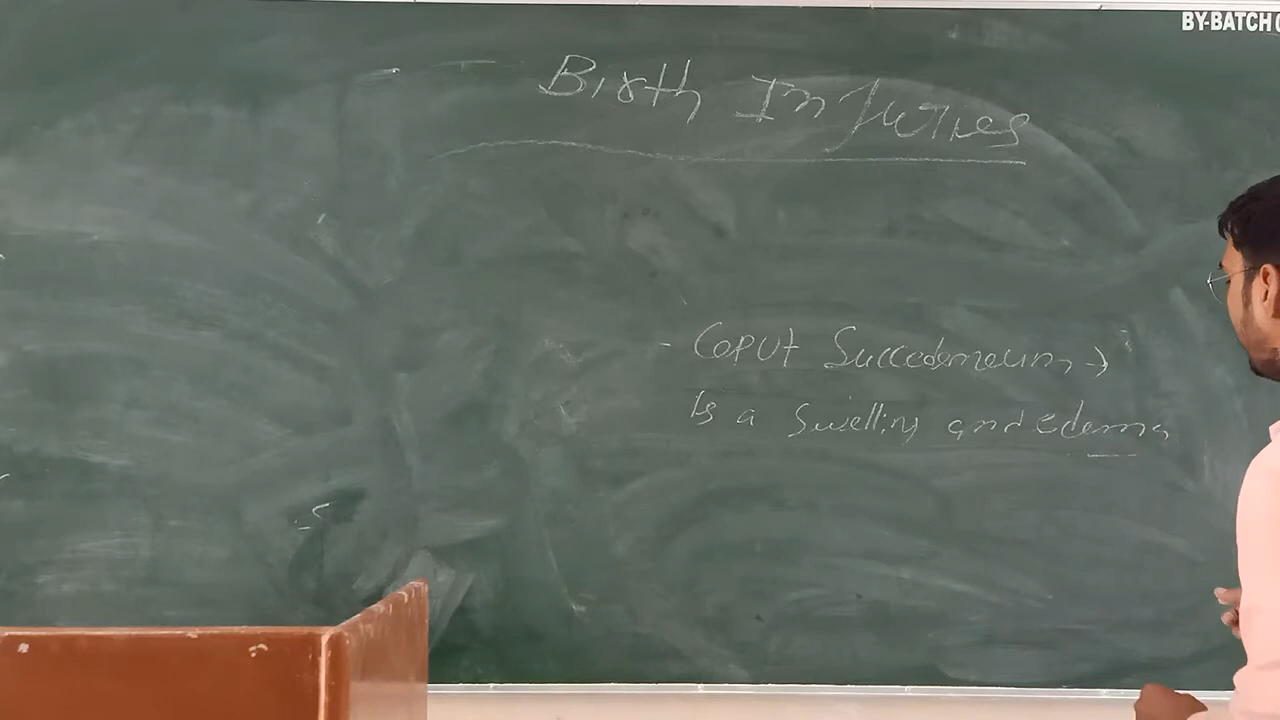 BY-BATCH
Birth Injuries
- Caput Succedaneum →
is a Swelling and edema